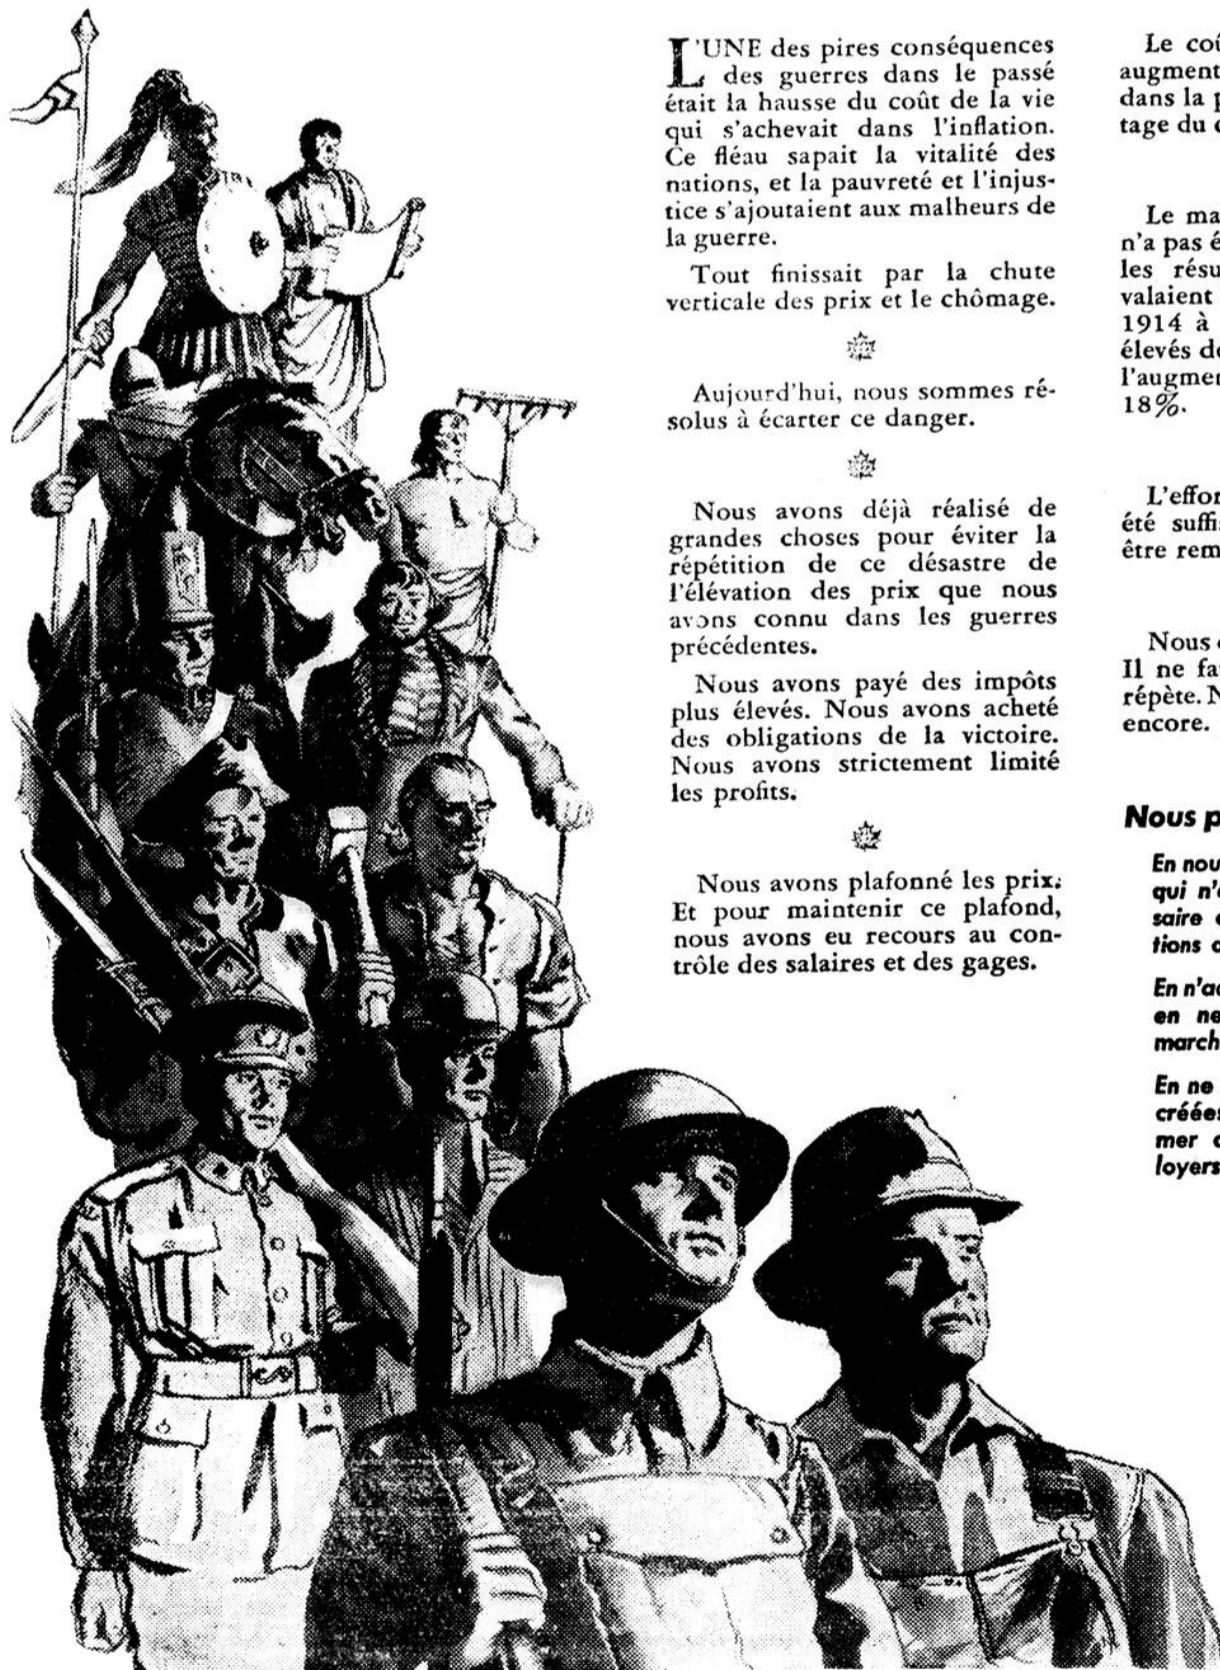 L'UNE des pires conséquences
des guerres dans le passé
était la hausse du coût de la vie
qui s'achevait dans l'inflation.
Ce fléau sapait la vitalité des
nations, et la pauvreté et l'injus-
tice s'ajoutaient aux malheurs de
la guerre.
Tout finissait par la chute
verticale des prix et le chômage.
Aujourd'hui, nous sommes ré-
solus à écarter ce danger.
Nous avons déjà réalisé de
grandes choses pour éviter la
répétition de ce désastre de
l'élévation des prix que nous
avons connu dans les guerres
précédentes.
Nous avons payé des impôts
plus élevés. Nous avons acheté
des obligations de la victoire.
Nous avons strictement limité
les profits.
Nous avons plafonné les prix.
Et pour maintenir ce plafond,
nous avons eu recours au con-
trôle des salaires et des gages.
Le coû
augment
dans la p
tage du c
Le ma
n'a pas é
les résu
valaient
1914 à
élevés de
l'augmen
18%.
L'effor
été suffi
être rem
Nous
Il ne fa
répète. N
encore.
Nous p
En nou
qui n'
saire
tions
En n'ac
en ne
march
En ne
créées
mer
loyers